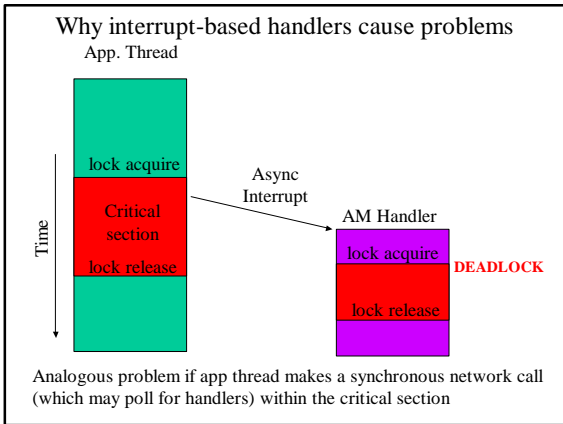 Why interrupt-based handlers cause problems
App. Thread
lock acquire
Async
Interrupt
Critical
section
AM Handler
Time
lock acquire
lock release
DEADLOCK
lock release
Analogous problem if app thread makes a synchronous network call
(which may poll for handlers) within the critical section